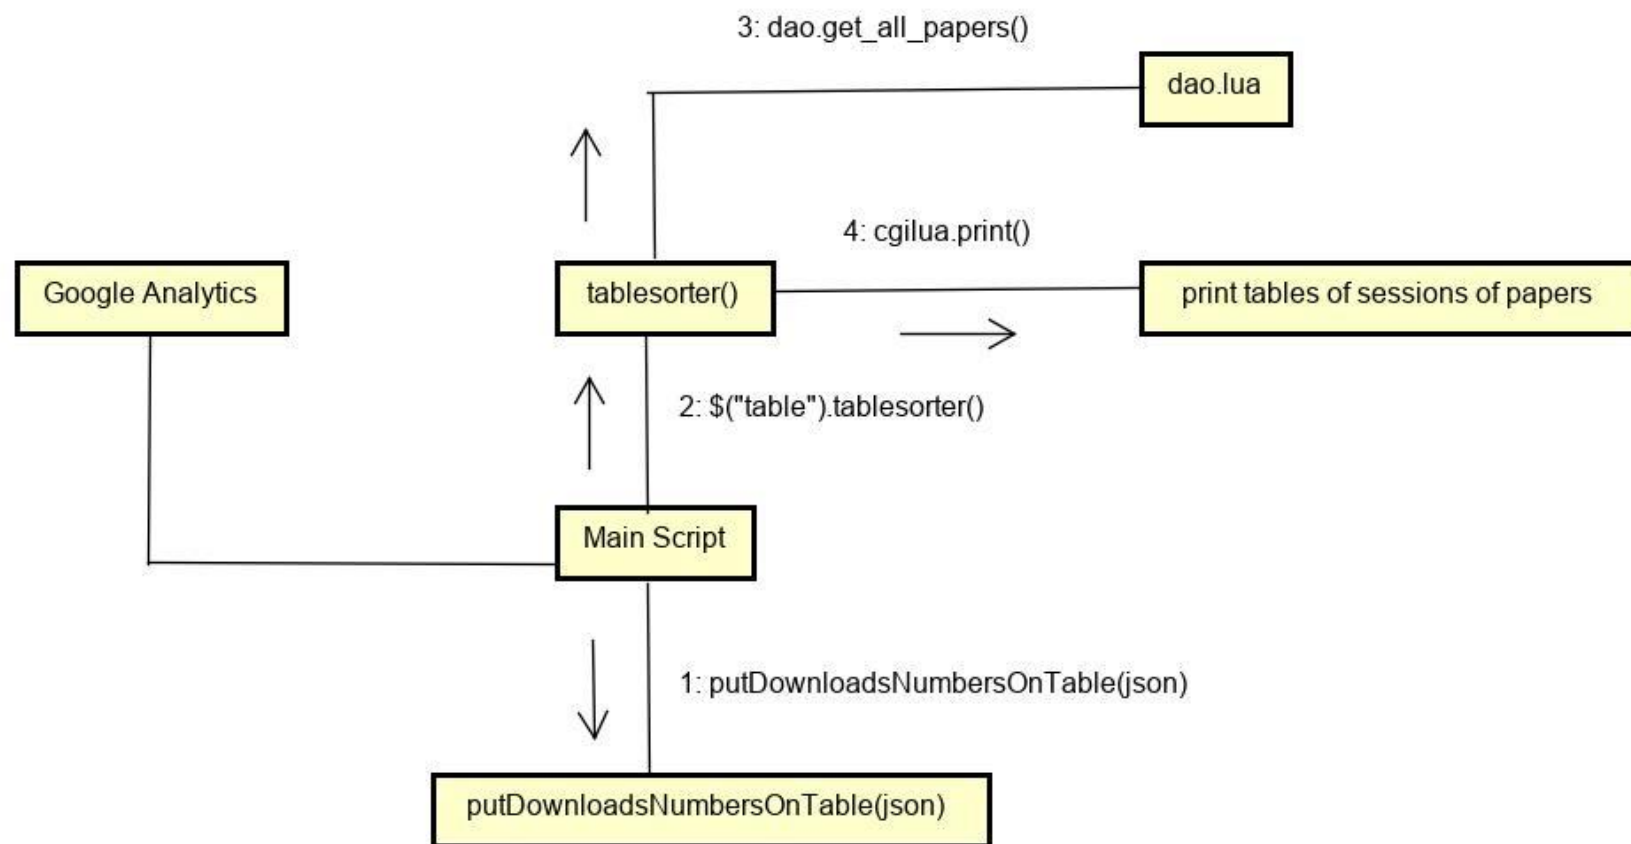 3: dao.get_all_papers()
dao.lua
4: cgilua.print()
Google Analytics
tablesorter()
print tables of sessions of papers
2: $("table").tablesorter()
Main Script
1: putDownloadsNumbersOnTable(json)
putDownloadsNumbersOnTable(json)